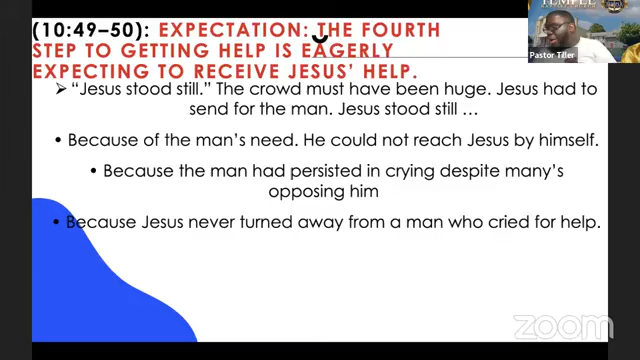 (10:49–50): EXPECTATION: THE FOURTH
STEP TO GETTING HELP IS EAGERLY
EXPECTING TO RECEIVE JESUS' HELP.
➢ “Jesus stood still.” The crowd must have been huge. Jesus had to
send for the man. Jesus stood still …
• Because of the man's need. He could not reach Jesus by himself.
• Because the man had persisted in crying despite many's
opposing him
• Because Jesus never turned away from a man who cried for help.
TEMPLE
Pastor Tiller
zoom